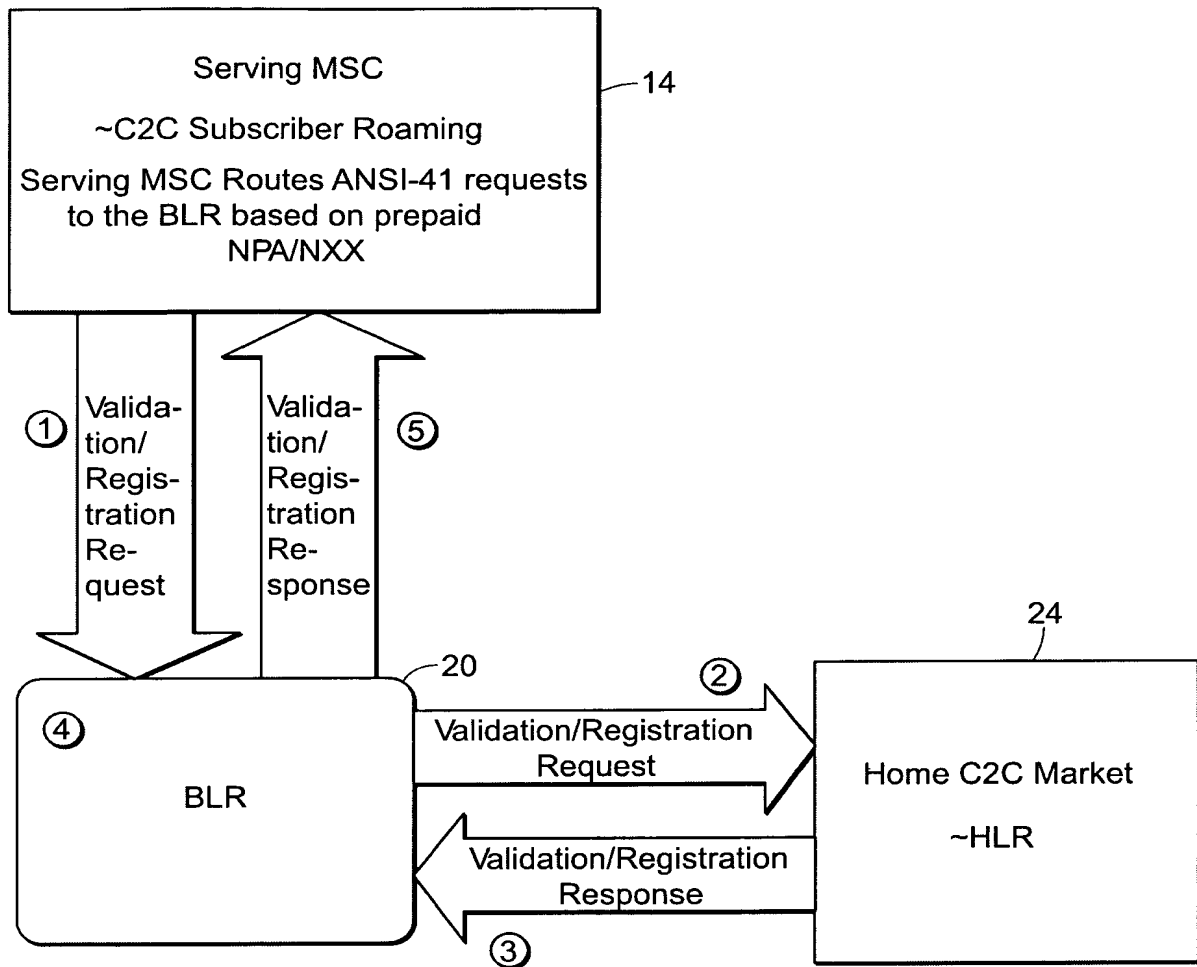 Serving MSC
~C2C Subscriber Roaming
Serving MSC Routes ANSI-41 requests
to the BLR based on prepaid
NPA/NXX
14
1
Valida-
tion/
Regis-
tration
Re-
quest
Valida-
tion/
Regis-
tration
Re-
sponse
5
20
4
BLR
2
Validation/Registration
Request
Validation/Registration
Response
3
24
Home C2C Market
~HLR